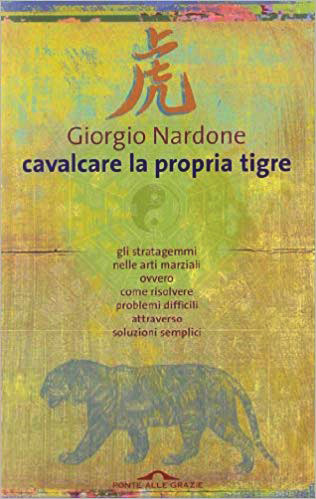 虎
Giorgio Nardone
cavalcare la propria tigre
gli stratagemmi
nelle arti marziali
ovvero
come risolvere
problemi difficili
attraverso
soluzioni semplici
PONTE ALLE GRAZIE